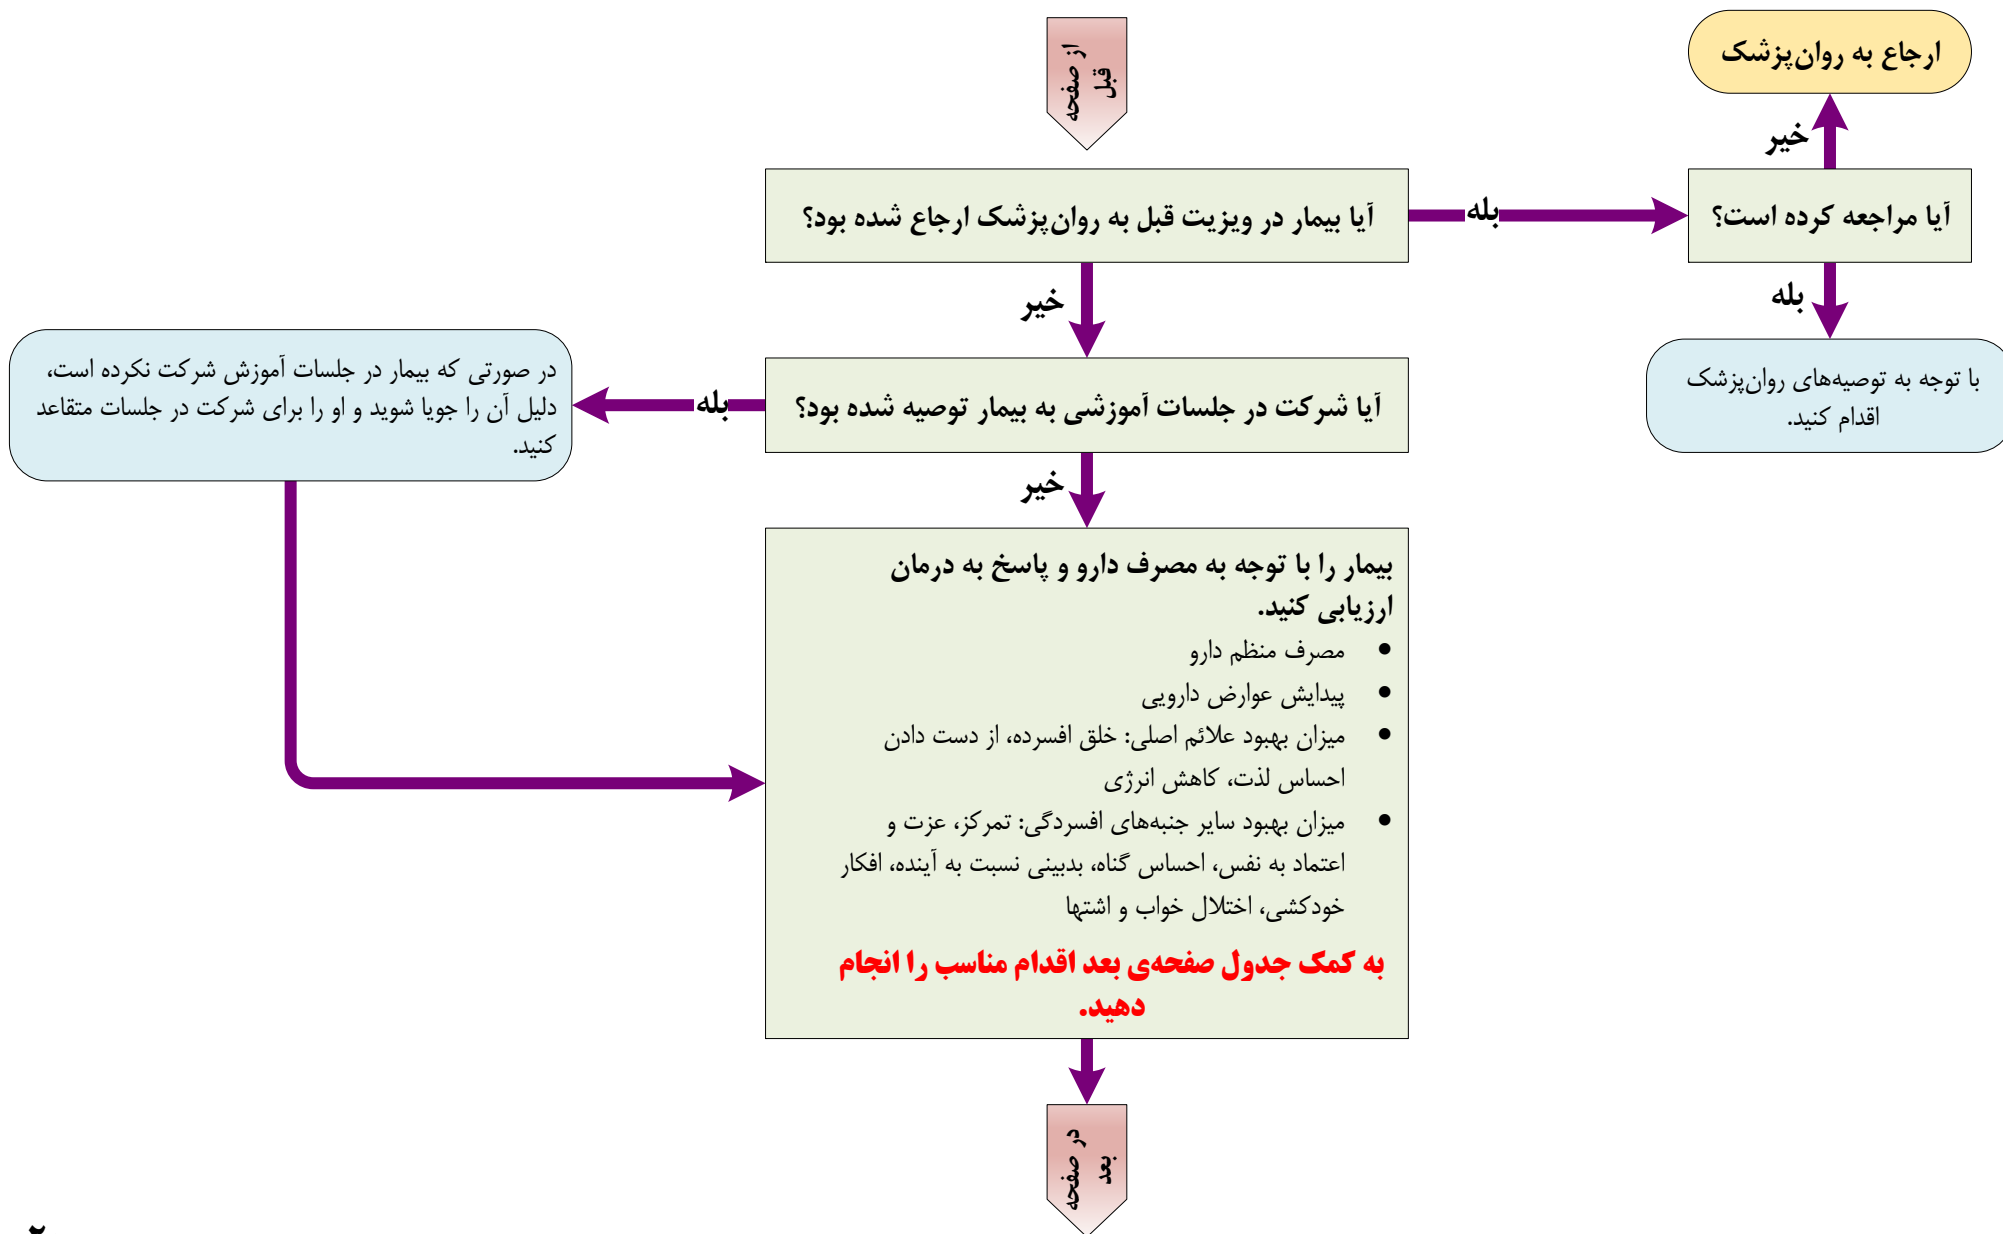 از صفحه
قبل
ارجاع به روان‌پزشک
خیر
آیا بیمار در ویزیت قبل به روان‌پزشک ارجاع شده بود؟
بله
آیا مراجعه کرده است؟
خیر
بله
در صورتی که بیمار در جلسات آموزش شرکت نکرده است،
دلیل آن را جویا شوید و او را برای شرکت در جلسات متقاعد
کنید.
بله
آیا شرکت در جلسات آموزشی به بیمار توصیه شده بود؟
با توجه به توصیه‌های روان‌پزشک
اقدام کنید.
خیر
بیمار را با توجه به مصرف دارو و پاسخ به درمان
ارزیابی کنید.
● مصرف منظم دارو
● پیدایش عوارض دارویی
● میزان بهبود علائم اصلی: خلق افسرده، از دست دادن
احساس لذت، کاهش انرژی
● میزان بهبود سایر جنبه‌های افسردگی: تمرکز، عزت و
اعتماد به نفس، احساس گناه، بدبینی نسبت به آینده، افکار
خودکشی، اختلال خواب و اشتها
به کمک جدول صفحه‌ی بعد اقدام مناسب را انجام
دهید.
در صفحه
بعد